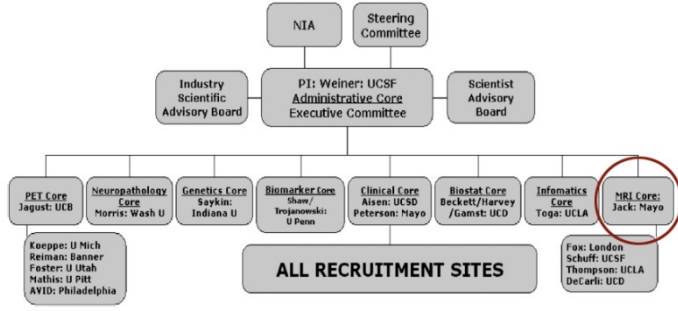 NIA
Steering
Committee
Industry
Scientific
Advisory Board
PI: Weiner: UCSF
Administrative Core
Executive Committee
Scientist
Advisory
Board
PET Core
Jagust: UCB
Neuropathology
Core
Morris: Wash U
Genetics Core
Saykin:
Indiana U
Biomarker Core
Shaw/
Trojanowski:
U Penn
Clinical Core
Aisen: UCSD
Peterson: Mayo
Biostat Core
Beckett/Harvey
/Gamst: UCD
Infomatics
Core
Toga: UCLA
MRI Core:
Jack: Mayo
Koeppe: U Mich
Reiman: Banner
Foster: U Utah
Mathis: U Pitt
AVID: Philadelphia
ALL RECRUITMENT SITES
Fox: London
Schuff: UCSF
Thompson: UCLA
DeCarli: UCD